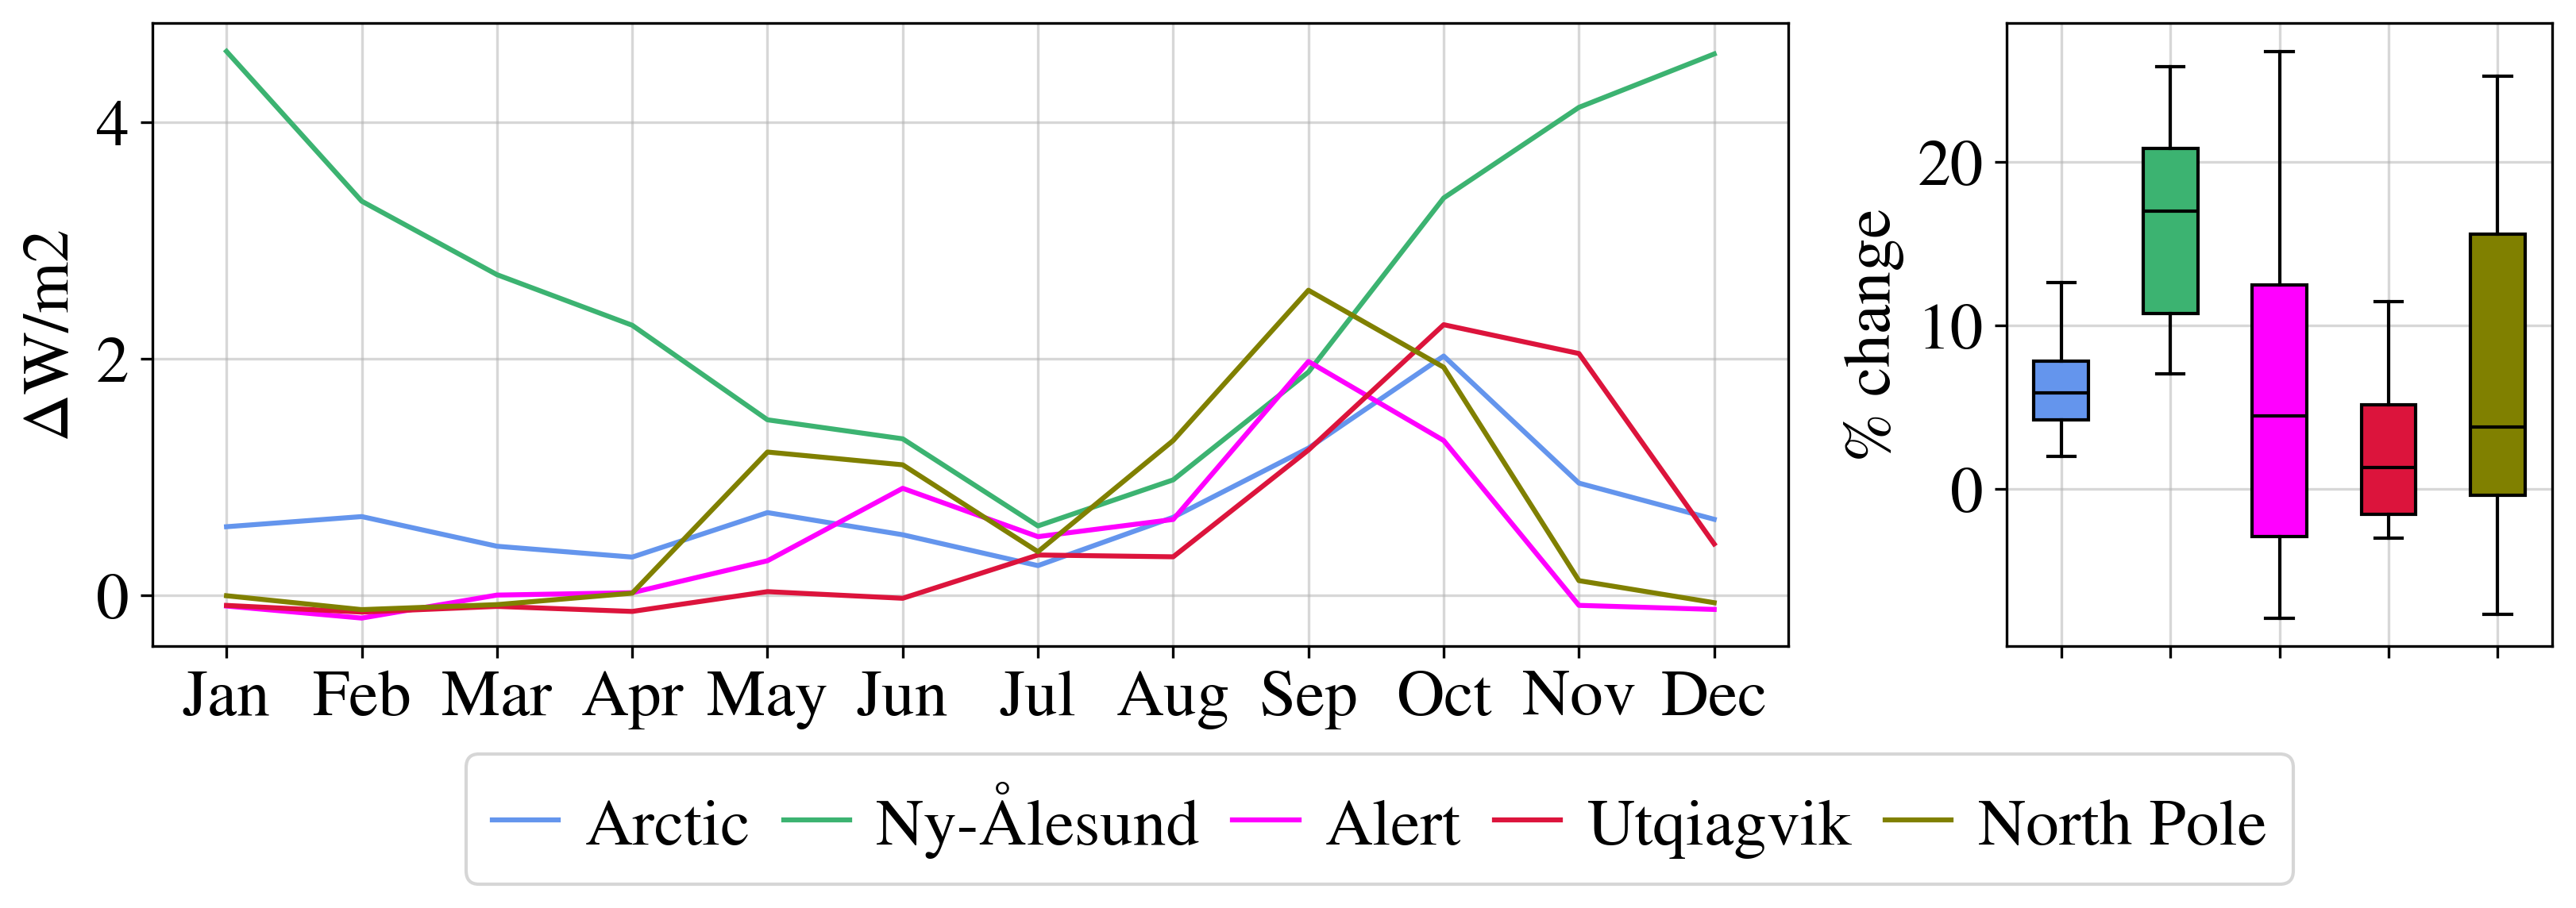 ΔW/m2
4
2
0
Jan Feb Mar Apr May Jun Jul Aug Sep Oct Nov Dec
% change
20
10
0
Arctic Ny-Ålesund Alert Utqiagvik North Pole